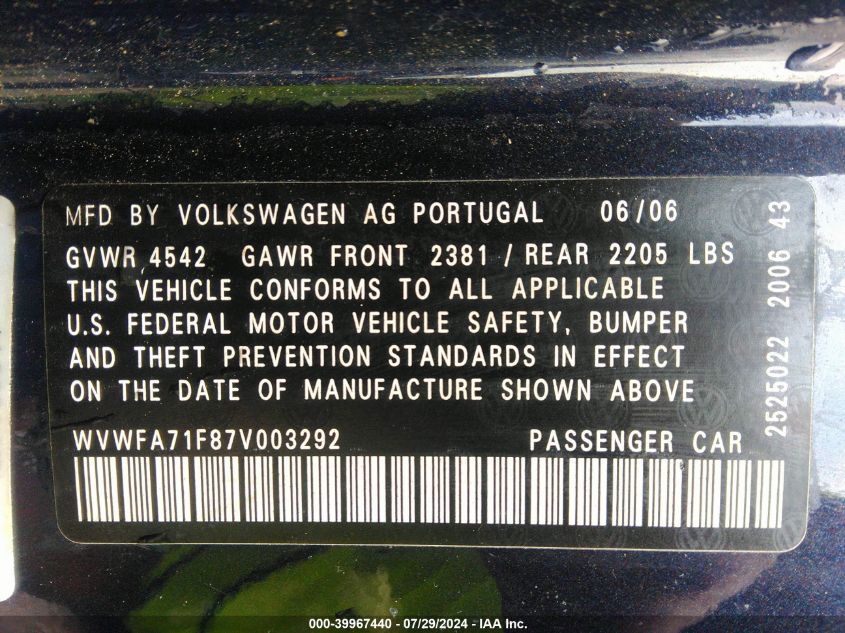 MFD BY VOLKSWAGEN AG PORTUGAL 06/06
GVWR 4542 GAWR FRONT 2381 / REAR 2205 LBS
THIS VEHICLE CONFORMS TO ALL APPLICABLE
U.S. FEDERAL MOTOR VEHICLE SAFETY, BUMPER
AND THEFT PREVENTION STANDARDS IN EFFECT
ON THE DATE OF MANUFACTURE SHOWN ABOVE
WVWFA71F87V003292 PASSENGER CAR
2525022 2006 43
000-39967440 - 07/29/2024 - IAA Inc.